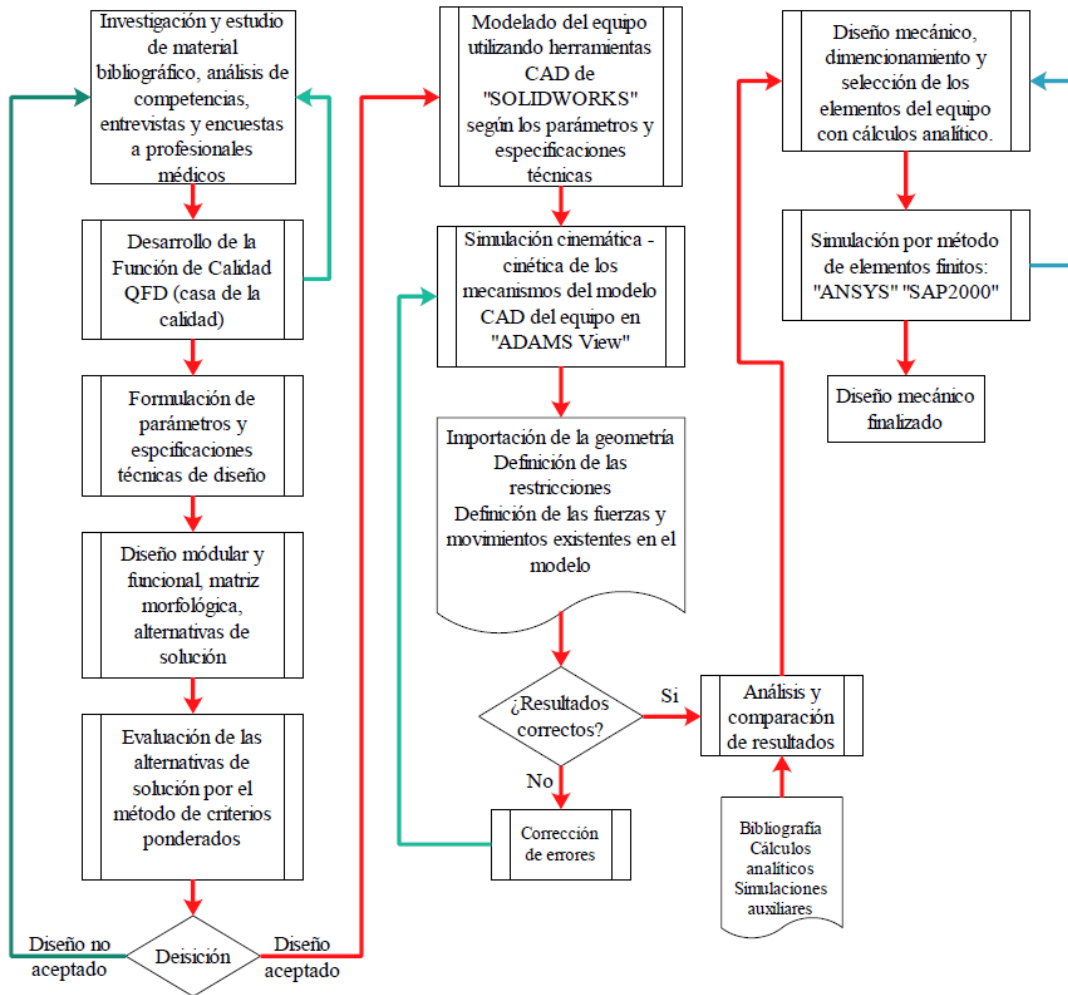 Investigación y estudio
de material
bibliográfico, análisis de
competencias,
entrevistas y encuestas
a profesionales
médicos
Desarrollo de la
Función de Calidad
QFD (casa de la
calidad)
Formulación de
parámetros y
espcificaciones
técnicas de diseño
Diseño módular y
funcional, matriz
morfológica,
alternativas de
solución
Evaluación de las
alternativas de
solución por el
método de criterios
ponderados
Deisición
Diseño no
aceptado
Diseño
aceptado
Modelado del equipo
utilizando herramientas
CAD de
"SOLIDWORKS"
según los parámetros y
especificaciones
técnicas
Simulación cinemática -
cinética de los
mecanismos del modelo
CAD del equipo en
"ADAMS View"
Importación de la geometría
Definición de las
restricciones
Definición de las fuerzas y
movimientos existentes en el
modelo
¿Resultados
correctos?
Si
No
Corrección
de errores
Análisis y
comparación
de resultados
Bibliografía
Cálculos
analíticos
Simulaciones
auxiliares
Diseño mecánico,
dimencionamiento y
selección de los
elementos del equipo
con cálculos analítico.
Simulación por método
de elementos finitos:
"ANSYS" "SAP2000"
Diseño mecánico
finalizado